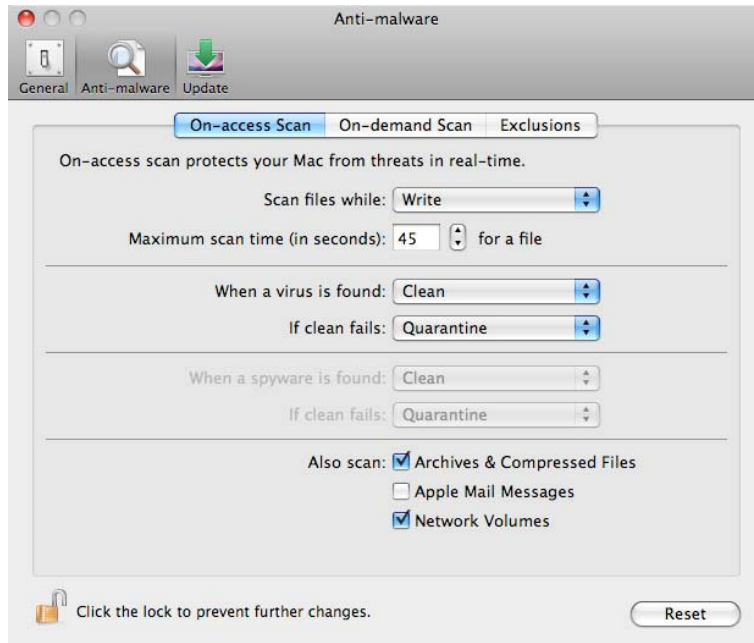 Anti-malware
General Anti-malware Update
On-access Scan On-demand Scan Exclusions
On-access scan protects your Mac from threats in real-time.
Scan files while: Write
Maximum scan time (in seconds): 45 for a file
When a virus is found: Clean
If clean fails: Quarantine
When a spyware is found: Clean
If clean fails: Quarantine
Also scan: Archives & Compressed Files
Apple Mail Messages
Network Volumes
Click the lock to prevent further changes.
Reset